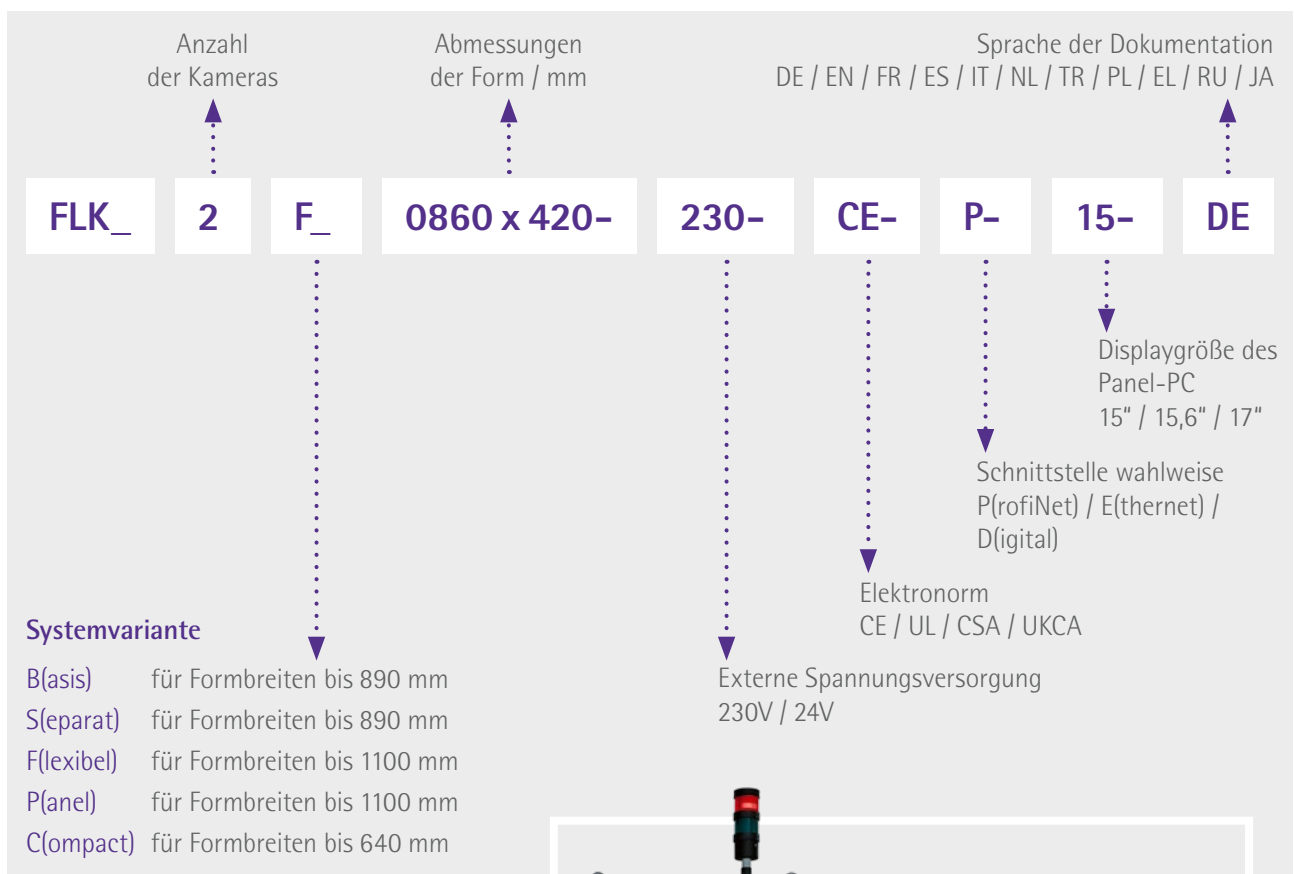 Anzahl
der Kameras
Abmessungen
der Form / mm
Sprache der Dokumentation
DE / EN / FR / ES / IT / NL / TR / PL / EL / RU / JA
FLK_ 2 F_ 0860 x 420- 230- CE- P- 15- DE
Displaygröße des
Panel-PC
15“ / 15,6“ / 17“
Schnittstelle wahlweise
P(rofiNet) / E(thernet) /
D(igital)
Elektronorm
CE / UL / CSA / UKCA
Externe Spannungsversorgung
230V / 24V
Systemvariante
B(asis) für Formbreiten bis 890 mm
S(eparat) für Formbreiten bis 890 mm
F(lexibel) für Formbreiten bis 1100 mm
P(anel) für Formbreiten bis 1100 mm
C(ompact) für Formbreiten bis 640 mm